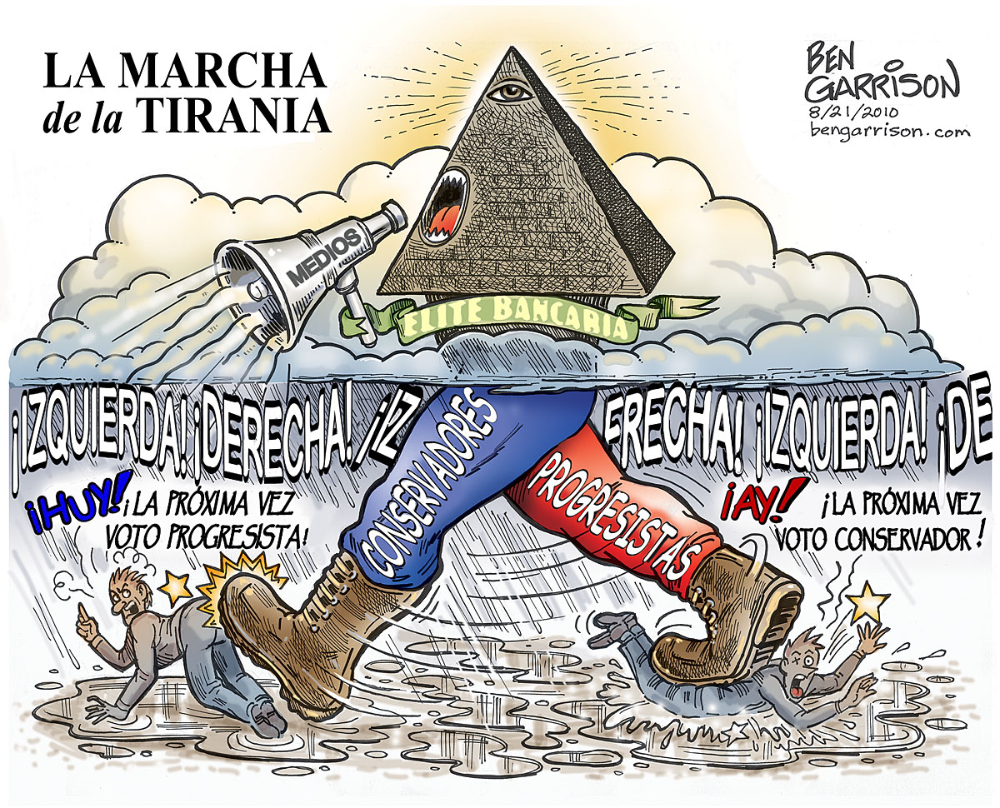 LA MARCHA
de la TIRANIA
BEN
GARRISON
8/21/2010
bengarrison.com
MEDIOS
ELITE BANCARIA
¡IZQUIERDA! ¡DERECHA! ¡IZ
ERECHA! ¡IZQUIERDA! ¡DE
CONSERVADORES
PROGRESISTAS
¡HUY! ¡LA PRÓXIMA VEZ
VOTO PROGRESISTA!
¡AY! ¡LA PRÓXIMA VEZ
VOTO CONSERVADOR!